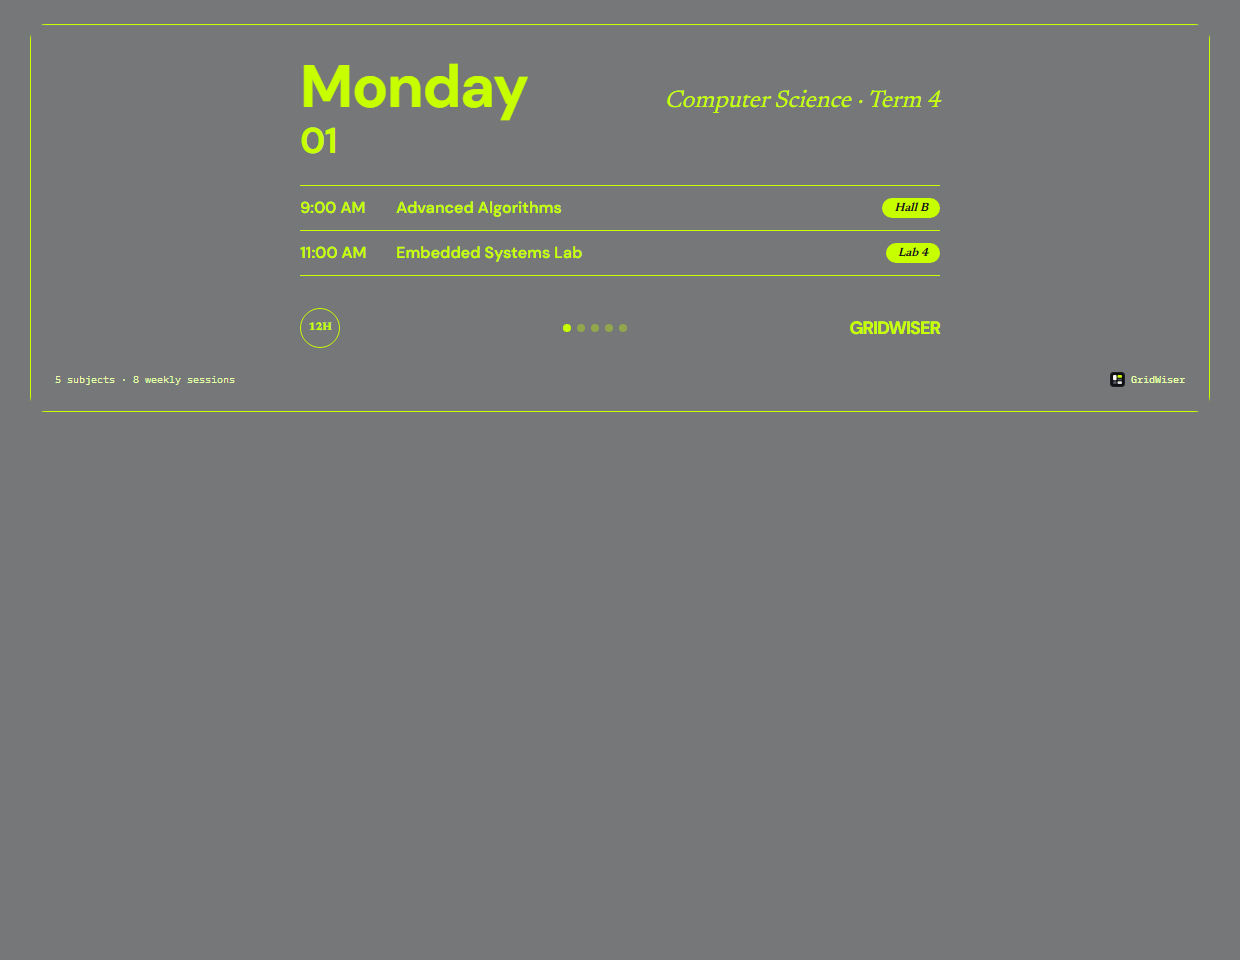 Monday
Computer Science · Term 4
01
9:00 AM Advanced Algorithms Hall B
11:00 AM Embedded Systems Lab Lab 4
12H
GRIDWISER
5 subjects · 8 weekly sessions
GridWiser